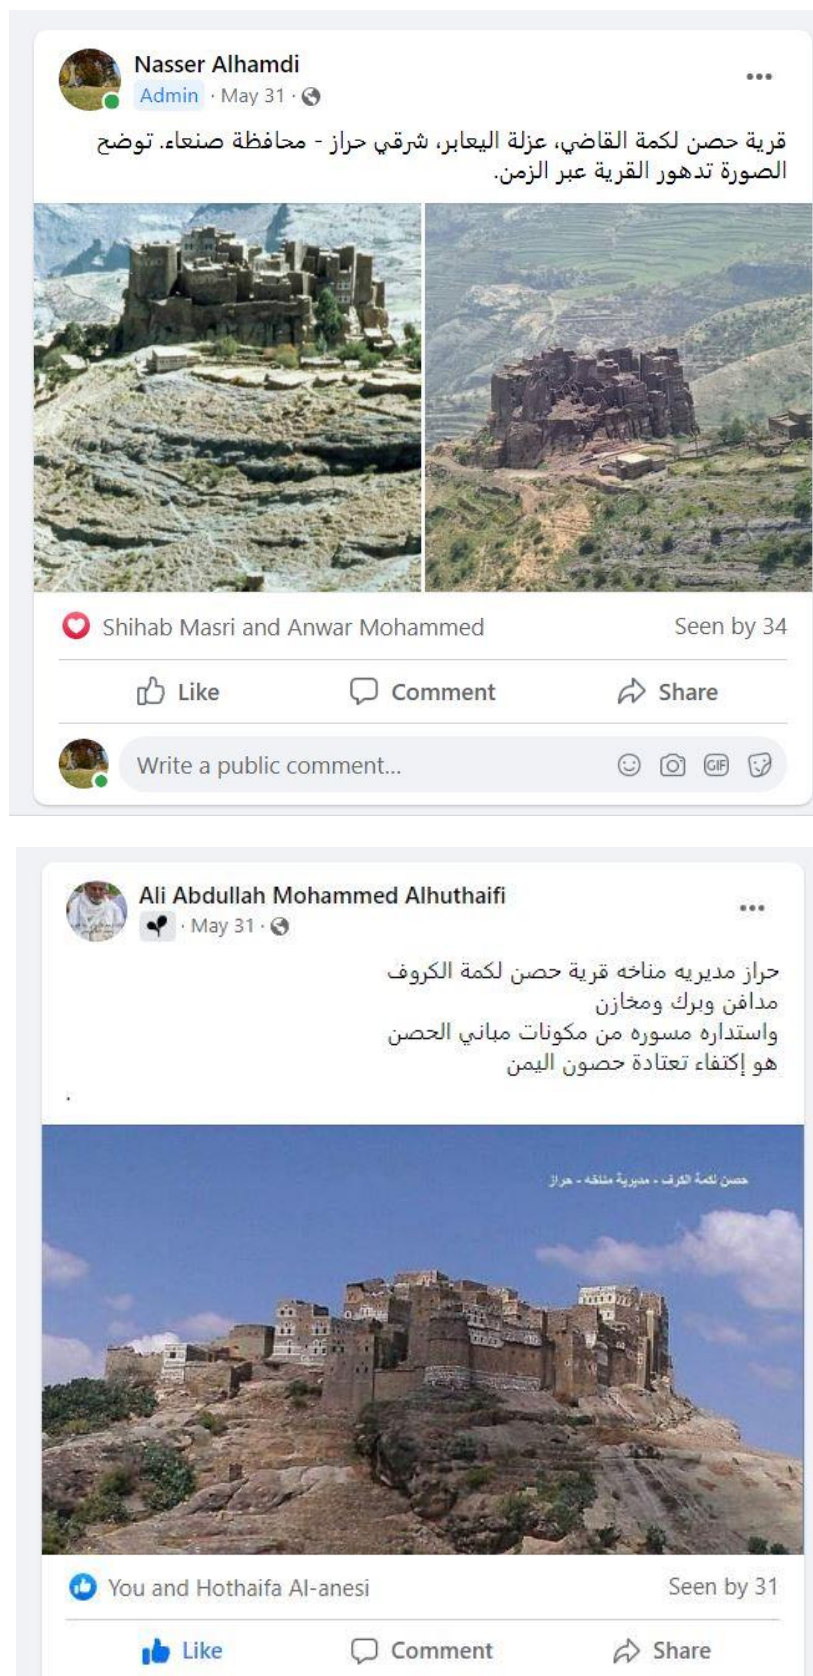 Nasser Alhamdi
Admin · May 31 ·
قرية حصن لكمة القاضي، عزلة اليعابر، شرقي حراز - محافظة صنعاء. توضح
الصورة تدهور القرية عبر الزمن.
Shihab Masri and Anwar Mohammed
Seen by 34
Like
Comment
Share
Write a public comment...
GIF
Ali Abdullah Mohammed Alhuthaifi
· May 31 ·
حراز مديريه مناخه قرية حصن لكمة الكروف
مدافن وبرك ومخازن
واستداره مسوره من مكونات مباني الحصن
هو إكتفاء تعتادة حصون اليمن
.
حصن لكمة الكرف - مديرية مناخه - حراز
You and Hothaifa Al-anesi
Seen by 31
Like
Comment
Share